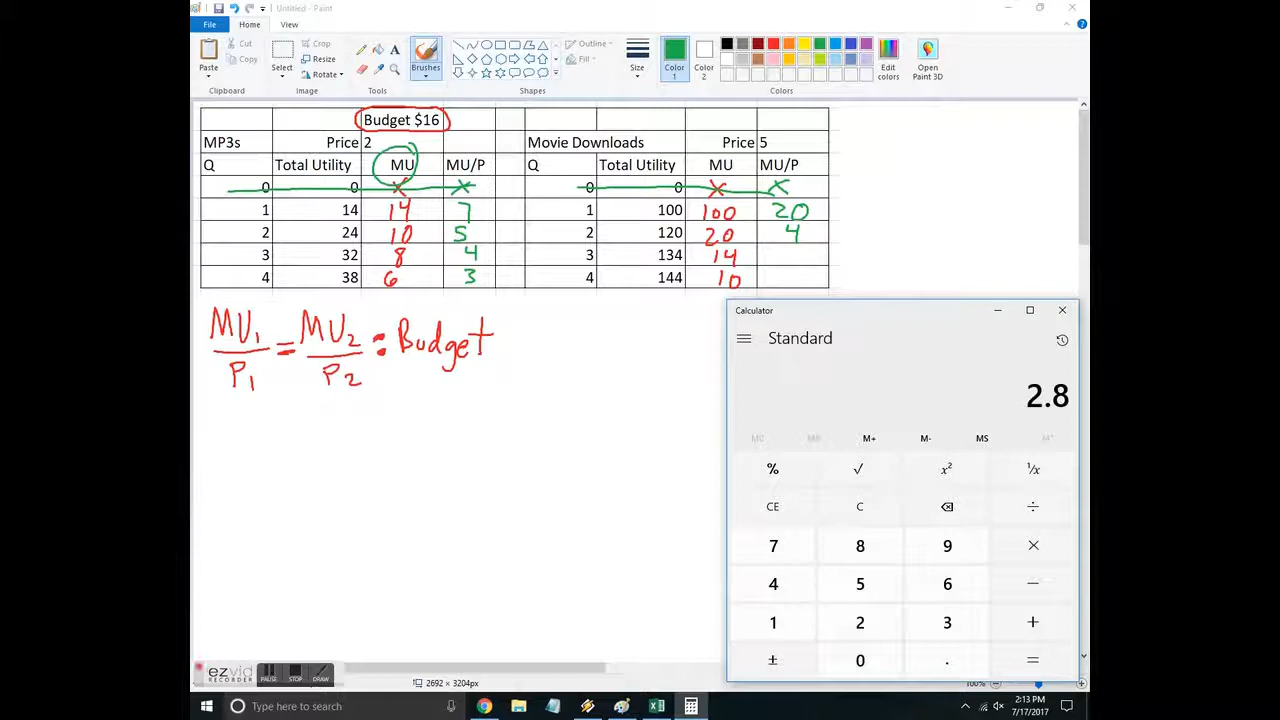 Untitled - Paint
File Home View
Paste Cut Copy Select Crop Resize Rotate Brushes Outline Fill Size Color 1 Color 2 Edit colors Open Paint 3D
Clipboard Image Tools Shapes Colors
Budget $16
MP3s Price 2 Movie Downloads Price 5
Q Total Utility MU MU/P Q Total Utility MU MU/P
0 0 X X 0 0 X X
1 14 14 7 1 100 100 20
2 24 10 5 2 120 20 4
3 32 8 4 3 134 14
4 38 6 3 4 144 10
MU1 = MU2 : Budget
P1 P2
Calculator
Standard
2.8
MC MR M+ M- MS M*
% √ x² ¹/x
CE C ÷
7 8 9 ×
4 5 6 −
1 2 3 +
± 0 . =
ezvid
RECORDER
PAUSE STOP DRAW
2692 × 3204px
100%
Type here to search
2:13 PM
7/17/2017